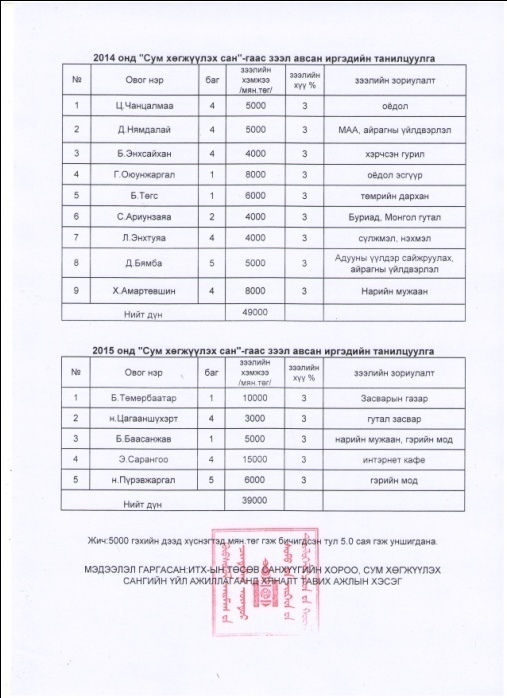 2014 онд "Сум хөгжүүлэх сан"-гаас зээл авсан иргэдийн танилцуулга
№ Овог нэр баг зээлийн хэмжээ /мян.төг/ зээлийн хүү % зээлийн зориулалт
1 Ц.Чанцалмаа 4 5000 3 оёдол
2 Д.Нямдалай 4 5000 3 МАА, айрагны үйлдвэрлэл
3 Б.Энхсайхан 4 4000 3 хэрчсэн гурил
4 Г.Оюунжаргал 1 8000 3 оёдол эсгүүр
5 Б.Төгс 1 6000 3 төмрийн дархан
6 С.Ариунзаяа 2 4000 3 Буриад, Монгол гутал
7 Л.Энхтуяа 4 4000 3 сүлжмэл, нэхмэл
8 Д.Бямба 5 5000 3 Адууны үүлдэр сайжруулах, айрагны үйлдвэрлэл
9 Х.Амартөвшин 4 8000 3 Нарийн мужаан
Нийт дүн 49000
2015 онд "Сум хөгжүүлэх сан"-гаас зээл авсан иргэдийн танилцуулга
№ Овог нэр баг зээлийн хэмжээ /мян.төг/ зээлийн хүү % зээлийн зориулалт
1 Б.Төмөрбаатар 1 10000 3 Засварын газар
2 н.Цагааншүхэрт 4 3000 3 гутал засвар
3 Б.Баасанжав 1 5000 3 нарийн мужаан, гэрийн мод
4 Э.Сарангоо 4 15000 3 интэрнет кафе
5 н.Пүрэвжаргал 5 6000 3 гэрийн мод
Нийт дүн 39000
Жич:5000 гэхийн дээд хүснэгтэд мян.төг гэж бичигдсэн тул 5.0 сая гэж уншигдана.
МЭДЭЭЛЭЛ ГАРГАСАН:ИТХ-ЫН ТӨСӨВ САНХҮҮГИЙН ХОРОО, СУМ ХӨГЖҮҮЛЭХ
САНГИЙН ҮЙЛ АЖИЛЛАГААНД ХЯНАЛТ ТАВИХ АЖЛЫН ХЭСЭГ